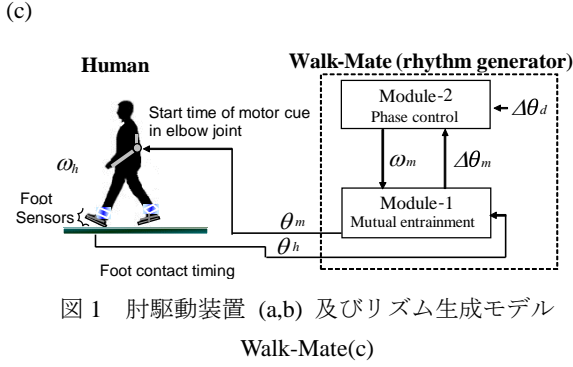 (c)
Human
Walk-Mate (rhythm generator)
Module-2
Phase control
Δθd
Start time of motor cue
in elbow joint
ωh
ωm
Δθm
Module-1
Mutual entrainment
Foot
Sensors
θm
θh
Foot contact timing
図 1 肘駆動装置 (a,b) 及びリズム生成モデル
Walk-Mate(c)